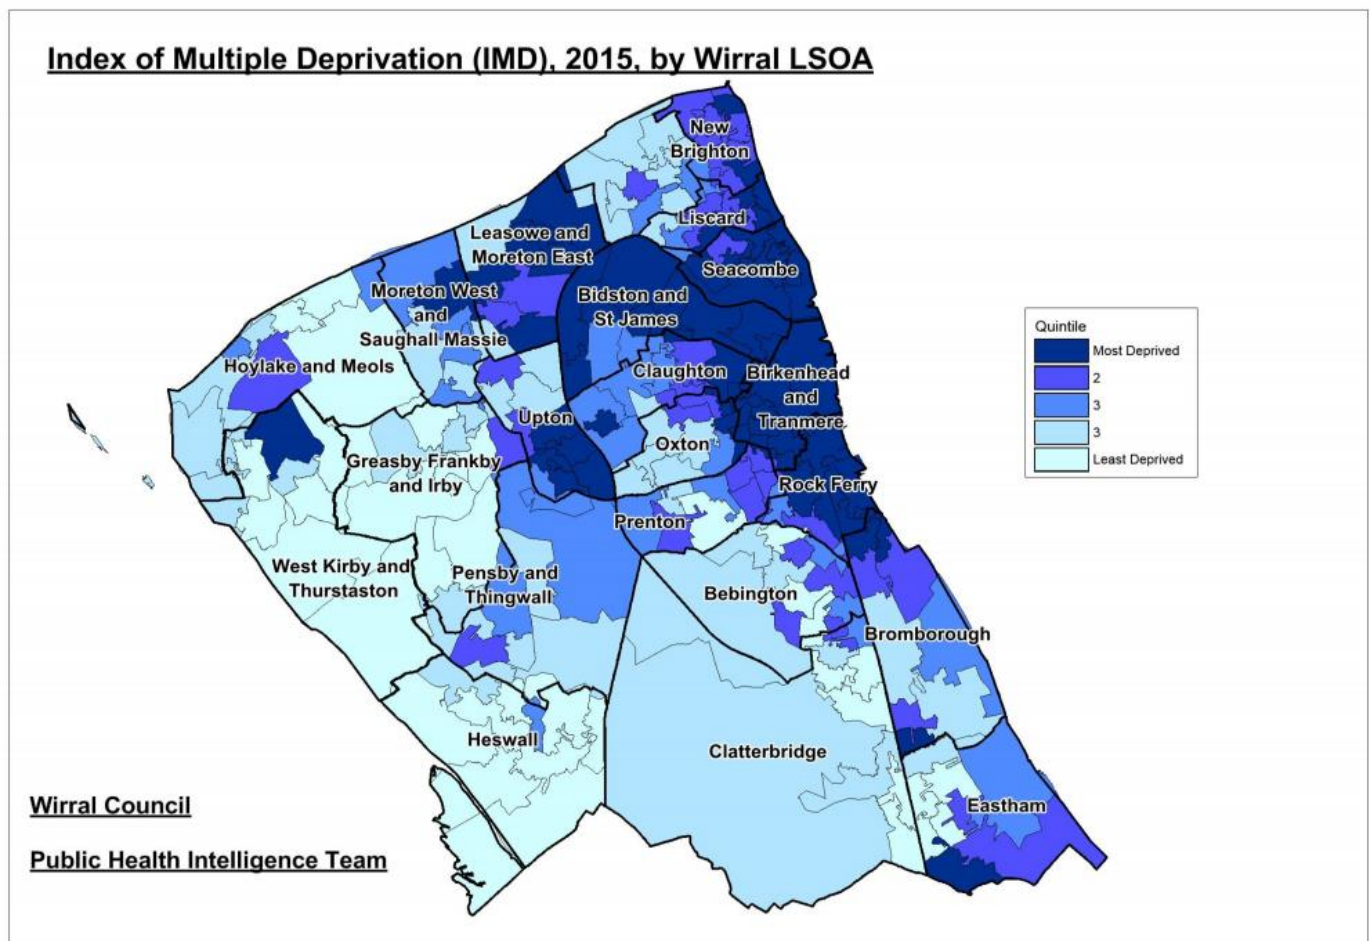 Index of Multiple Deprivation (IMD), 2015, by Wirral LSOA
New
Brighton
Liscard
Leasowe and
Moreton East
Seacombe
Moreton West
and
Saughall Massie
Bidston and
St James
Hoylake and Meols
Claughton
Birkenhead
and
Tranmere
Upton
Oxton
Greasby Frankby
and Irby
Rock Ferry
Prenton
West Kirby and
Thurstaston
Pensby and
Thingwall
Bebington
Bromborough
Heswall
Clatterbridge
Eastham
Quintile
Most Deprived
2
3
3
Least Deprived
Wirral Council
Public Health Intelligence Team